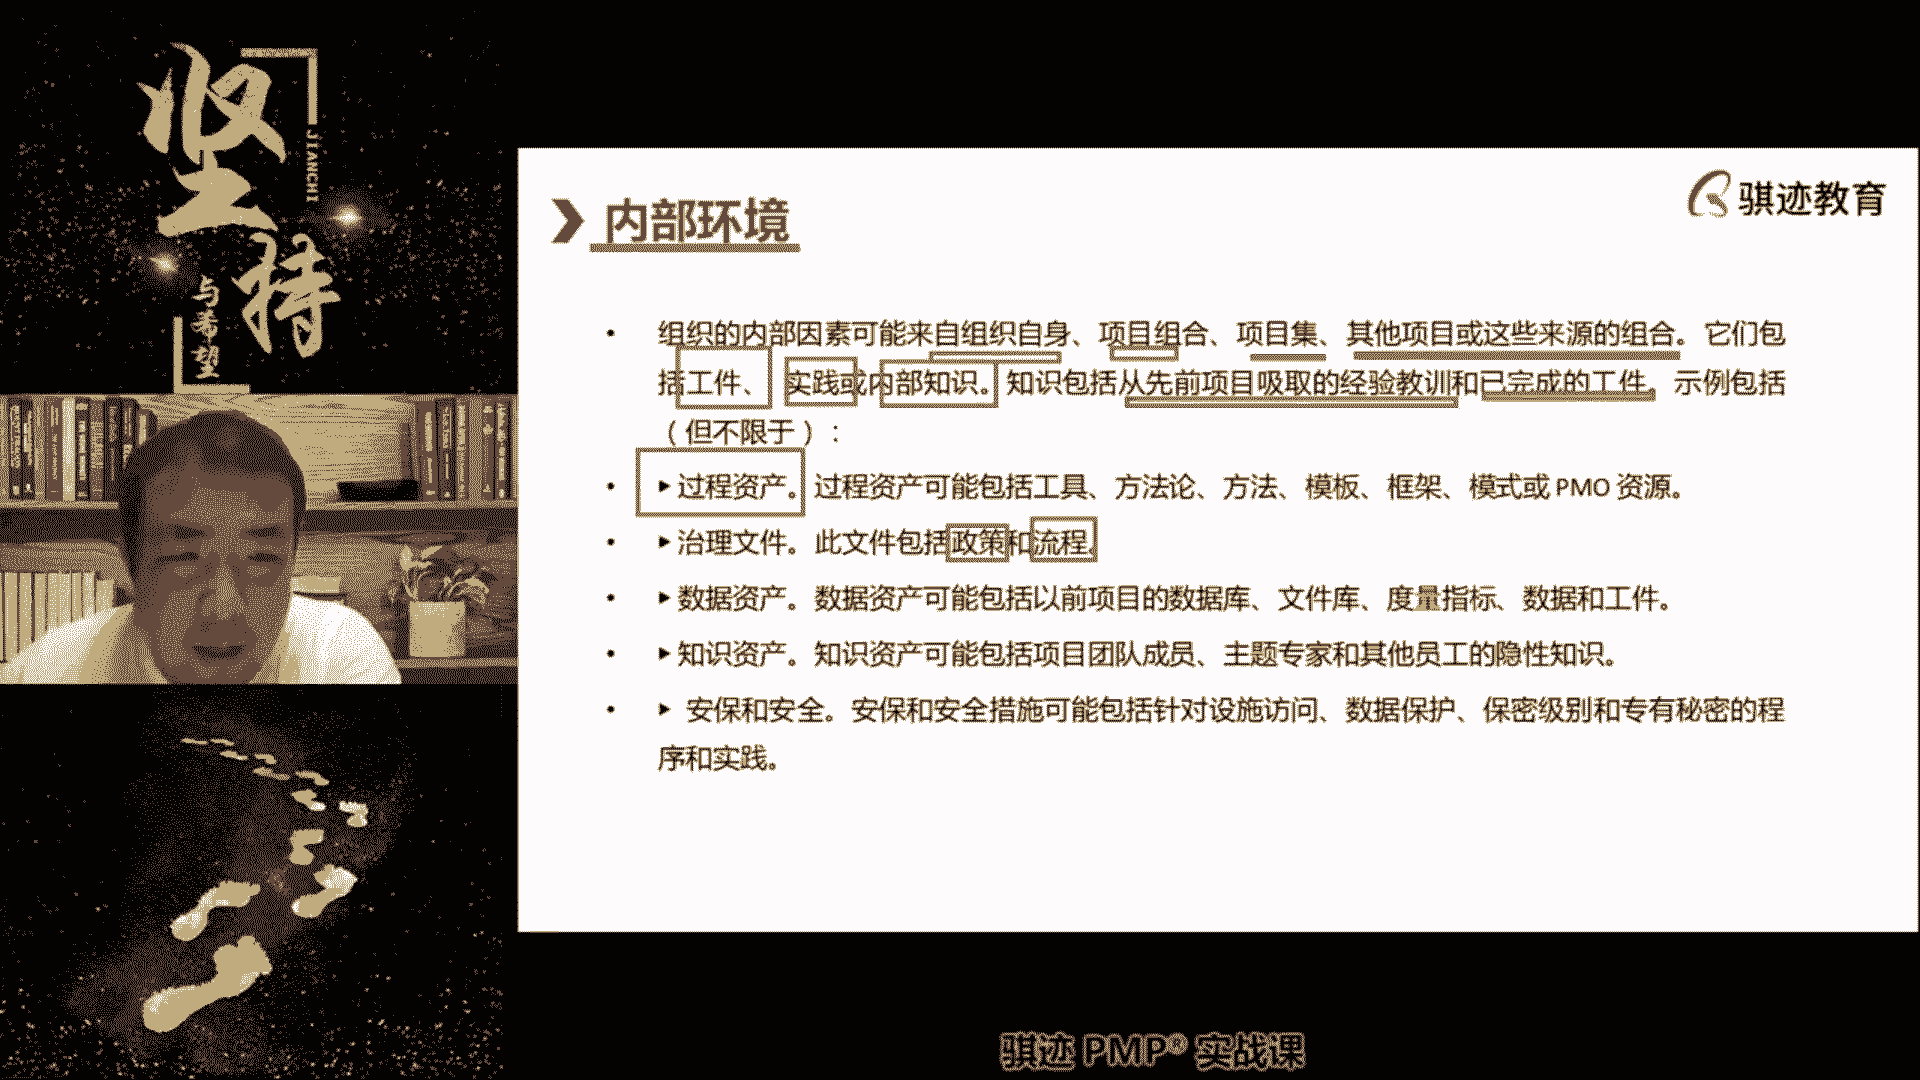 坚持
JIANCHI
与希望
骐迹教育
内部环境
• 组织的内部因素可能来自组织自身、项目组合、项目集、其他项目或这些来源的组合。它们包
括工件、实践或内部知识。知识包括从先前项目吸取的经验教训和已完成的工件。示例包括
（但不限于）：
• ▶过程资产。过程资产可能包括工具、方法论、方法、模板、框架、模式或 PMO 资源。
• ▶治理文件。此文件包括政策和流程。
• ▶数据资产。数据资产可能包括以前项目的数据库、文件库、度量指标、数据和工件。
• ▶知识资产。知识资产可能包括项目团队成员、主题专家和其他员工的隐性知识。
• ▶ 安保和安全。安保和安全措施可能包括针对设施访问、数据保护、保密级别和专有秘密的程
序和实践。
骐迹 PMP® 实战课